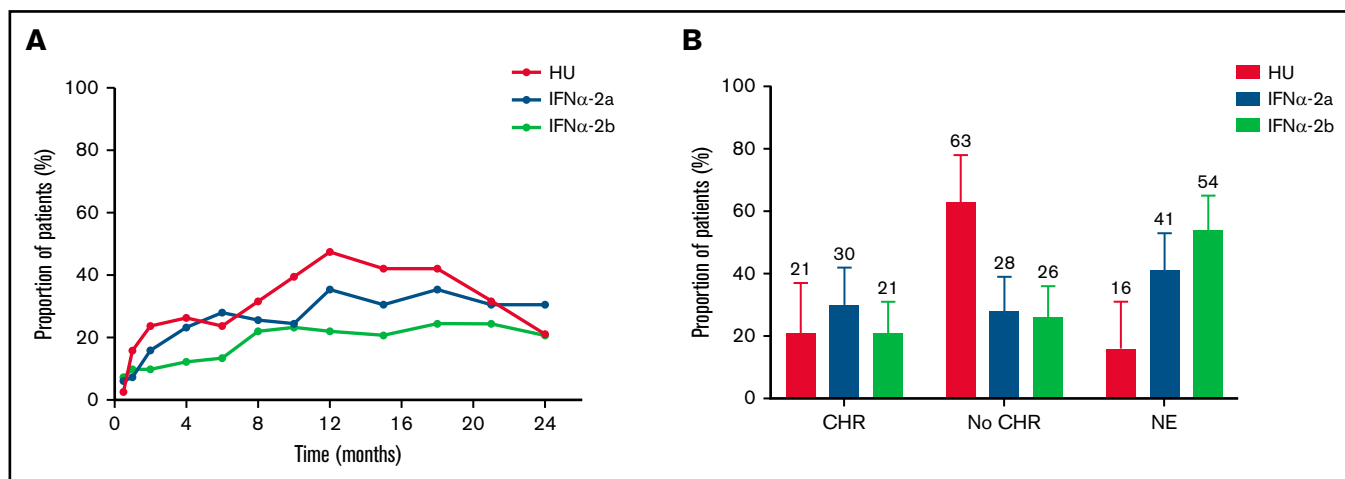 A
HU
IFNα-2a
IFNα-2b
Proportion of patients (%)
100
80
60
40
20
0
0 4 8 12 16 20 24
Time (months)
B
HU
IFNα-2a
IFNα-2b
Proportion of patients (%)
100
80
60
40
20
0
21 30 21
63 28 26
16 41 54
CHR No CHR NE